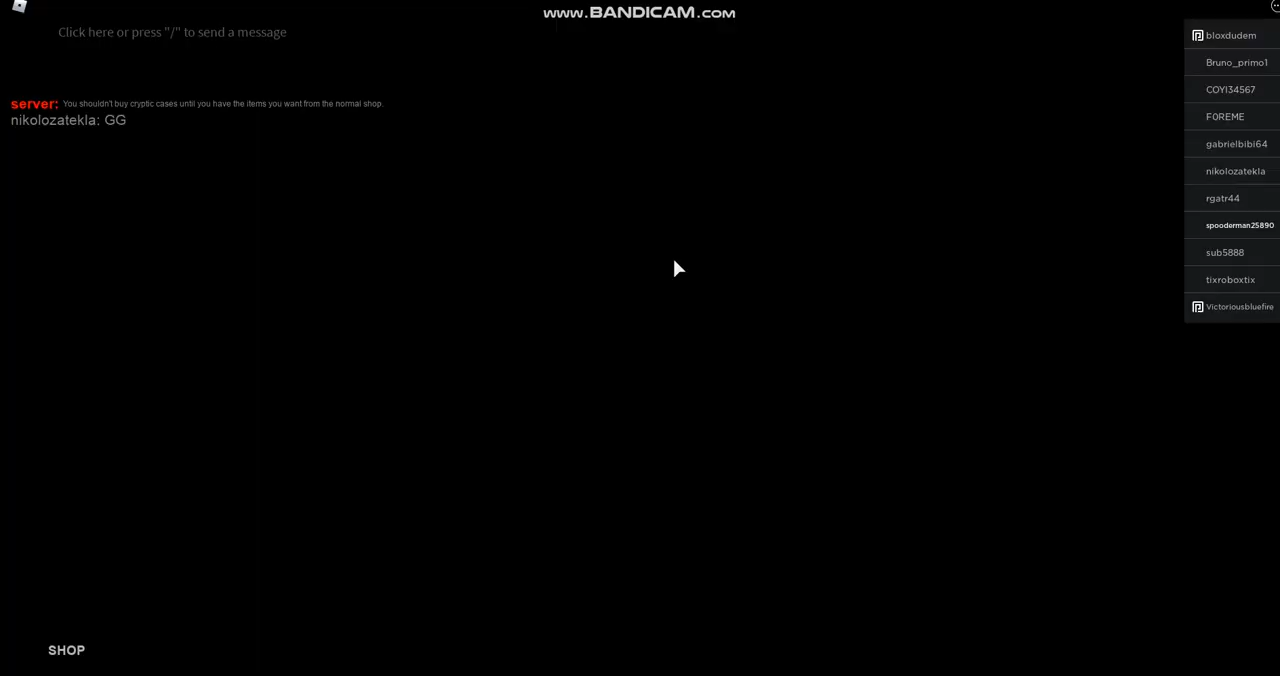 www.BANDICAM.com
Click here or press "/" to send a message
server: You shouldn't buy cryptic cases until you have the items you want from the normal shop.
nikolozatekla: GG
bloxdudem
Bruno_primo1
COYI34567
F0REME
gabrielbibi64
nikolozatekla
rgatr44
spooderman25890
sub5888
tixroboxtix
Victoriousbluefire
SHOP